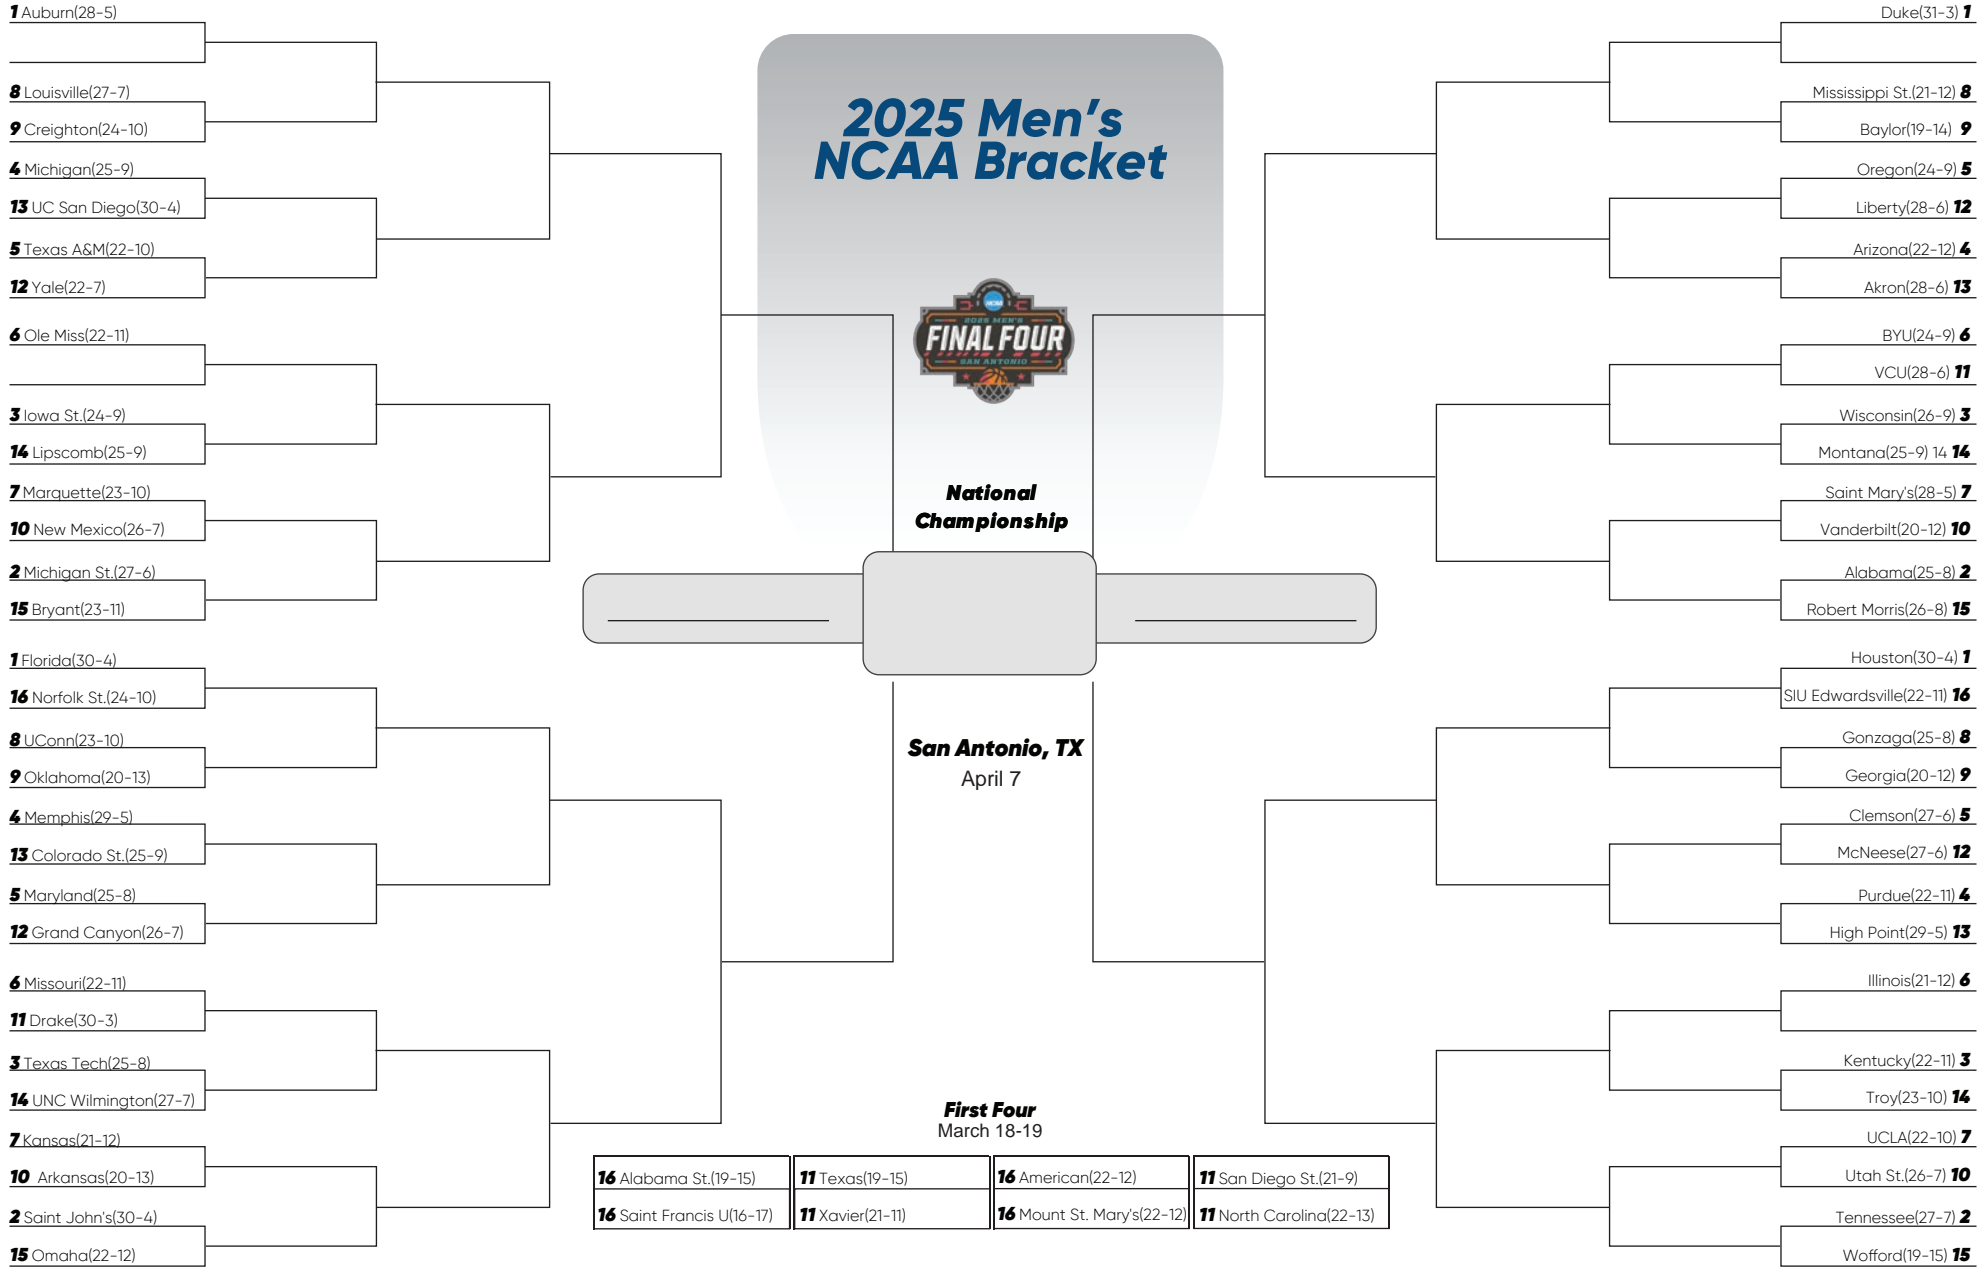 1 Auburn(28-5)
8 Louisville(27-7)
9 Creighton(24-10)
4 Michigan(25-9)
13 UC San Diego(30-4)
5 Texas A&M(22-10)
12 Yale(22-7)
6 Ole Miss(22-11)
3 Iowa St.(24-9)
14 Lipscomb(25-9)
7 Marquette(23-10)
10 New Mexico(26-7)
2 Michigan St.(27-6)
15 Bryant(23-11)
1 Florida(30-4)
16 Norfolk St.(24-10)
8 UConn(23-10)
9 Oklahoma(20-13)
4 Memphis(29-5)
13 Colorado St.(25-9)
5 Maryland(25-8)
12 Grand Canyon(26-7)
6 Missouri(22-11)
11 Drake(30-3)
3 Texas Tech(25-8)
14 UNC Wilmington(27-7)
7 Kansas(21-12)
10 Arkansas(20-13)
2 Saint John's(30-4)
15 Omaha(22-12)
2025 Men's
NCAA Bracket
NCAA
2025 MEN'S
FINAL FOUR
SAN ANTONIO
National
Championship
San Antonio, TX
April 7
First Four
March 18-19
16 Alabama St.(19-15)
16 Saint Francis U(16-17)
11 Texas(19-15)
11 Xavier(21-11)
16 American(22-12)
16 Mount St. Mary's(22-12)
11 San Diego St.(21-9)
11 North Carolina(22-13)
Duke(31-3) 1
Mississippi St.(21-12) 8
Baylor(19-14) 9
Oregon(24-9) 5
Liberty(28-6) 12
Arizona(22-12) 4
Akron(28-6) 13
BYU(24-9) 6
VCU(28-6) 11
Wisconsin(26-9) 3
Montana(25-9) 14 14
Saint Mary's(28-5) 7
Vanderbilt(20-12) 10
Alabama(25-8) 2
Robert Morris(26-8) 15
Houston(30-4) 1
SIU Edwardsville(22-11) 16
Gonzaga(25-8) 8
Georgia(20-12) 9
Clemson(27-6) 5
McNeese(27-6) 12
Purdue(22-11) 4
High Point(29-5) 13
Illinois(21-12) 6
Kentucky(22-11) 3
Troy(23-10) 14
UCLA(22-10) 7
Utah St.(26-7) 10
Tennessee(27-7) 2
Wofford(19-15) 15